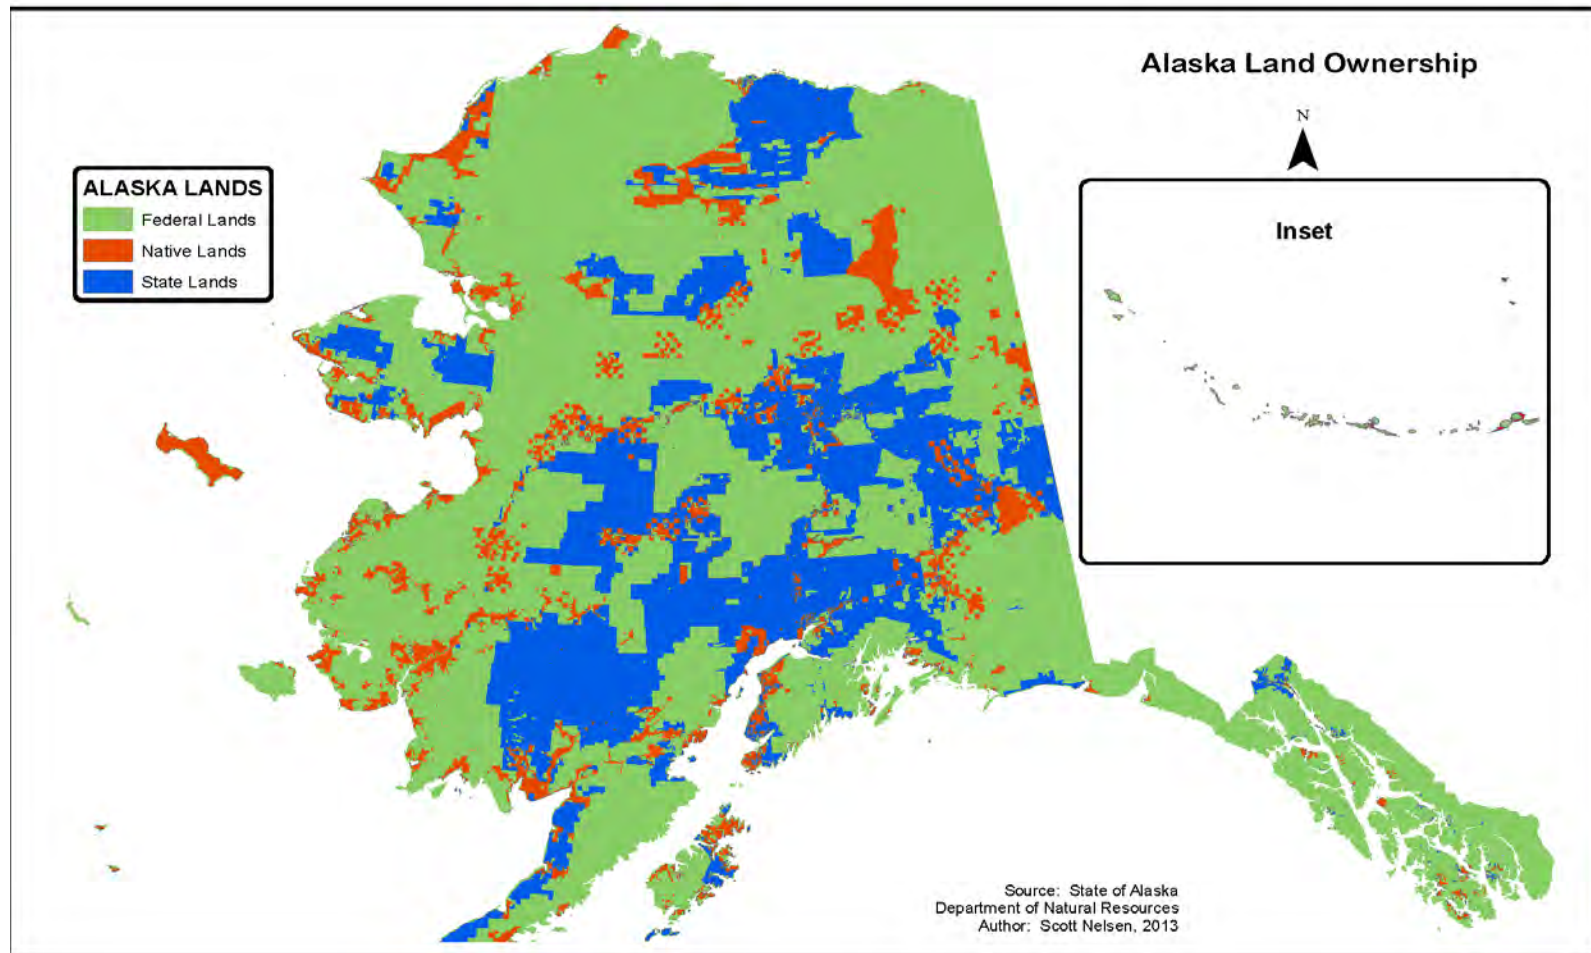 Alaska Land Ownership
N
ALASKA LANDS
Federal Lands
Native Lands
State Lands
Inset
Source: State of Alaska
Department of Natural Resources
Author: Scott Nelsen, 2013